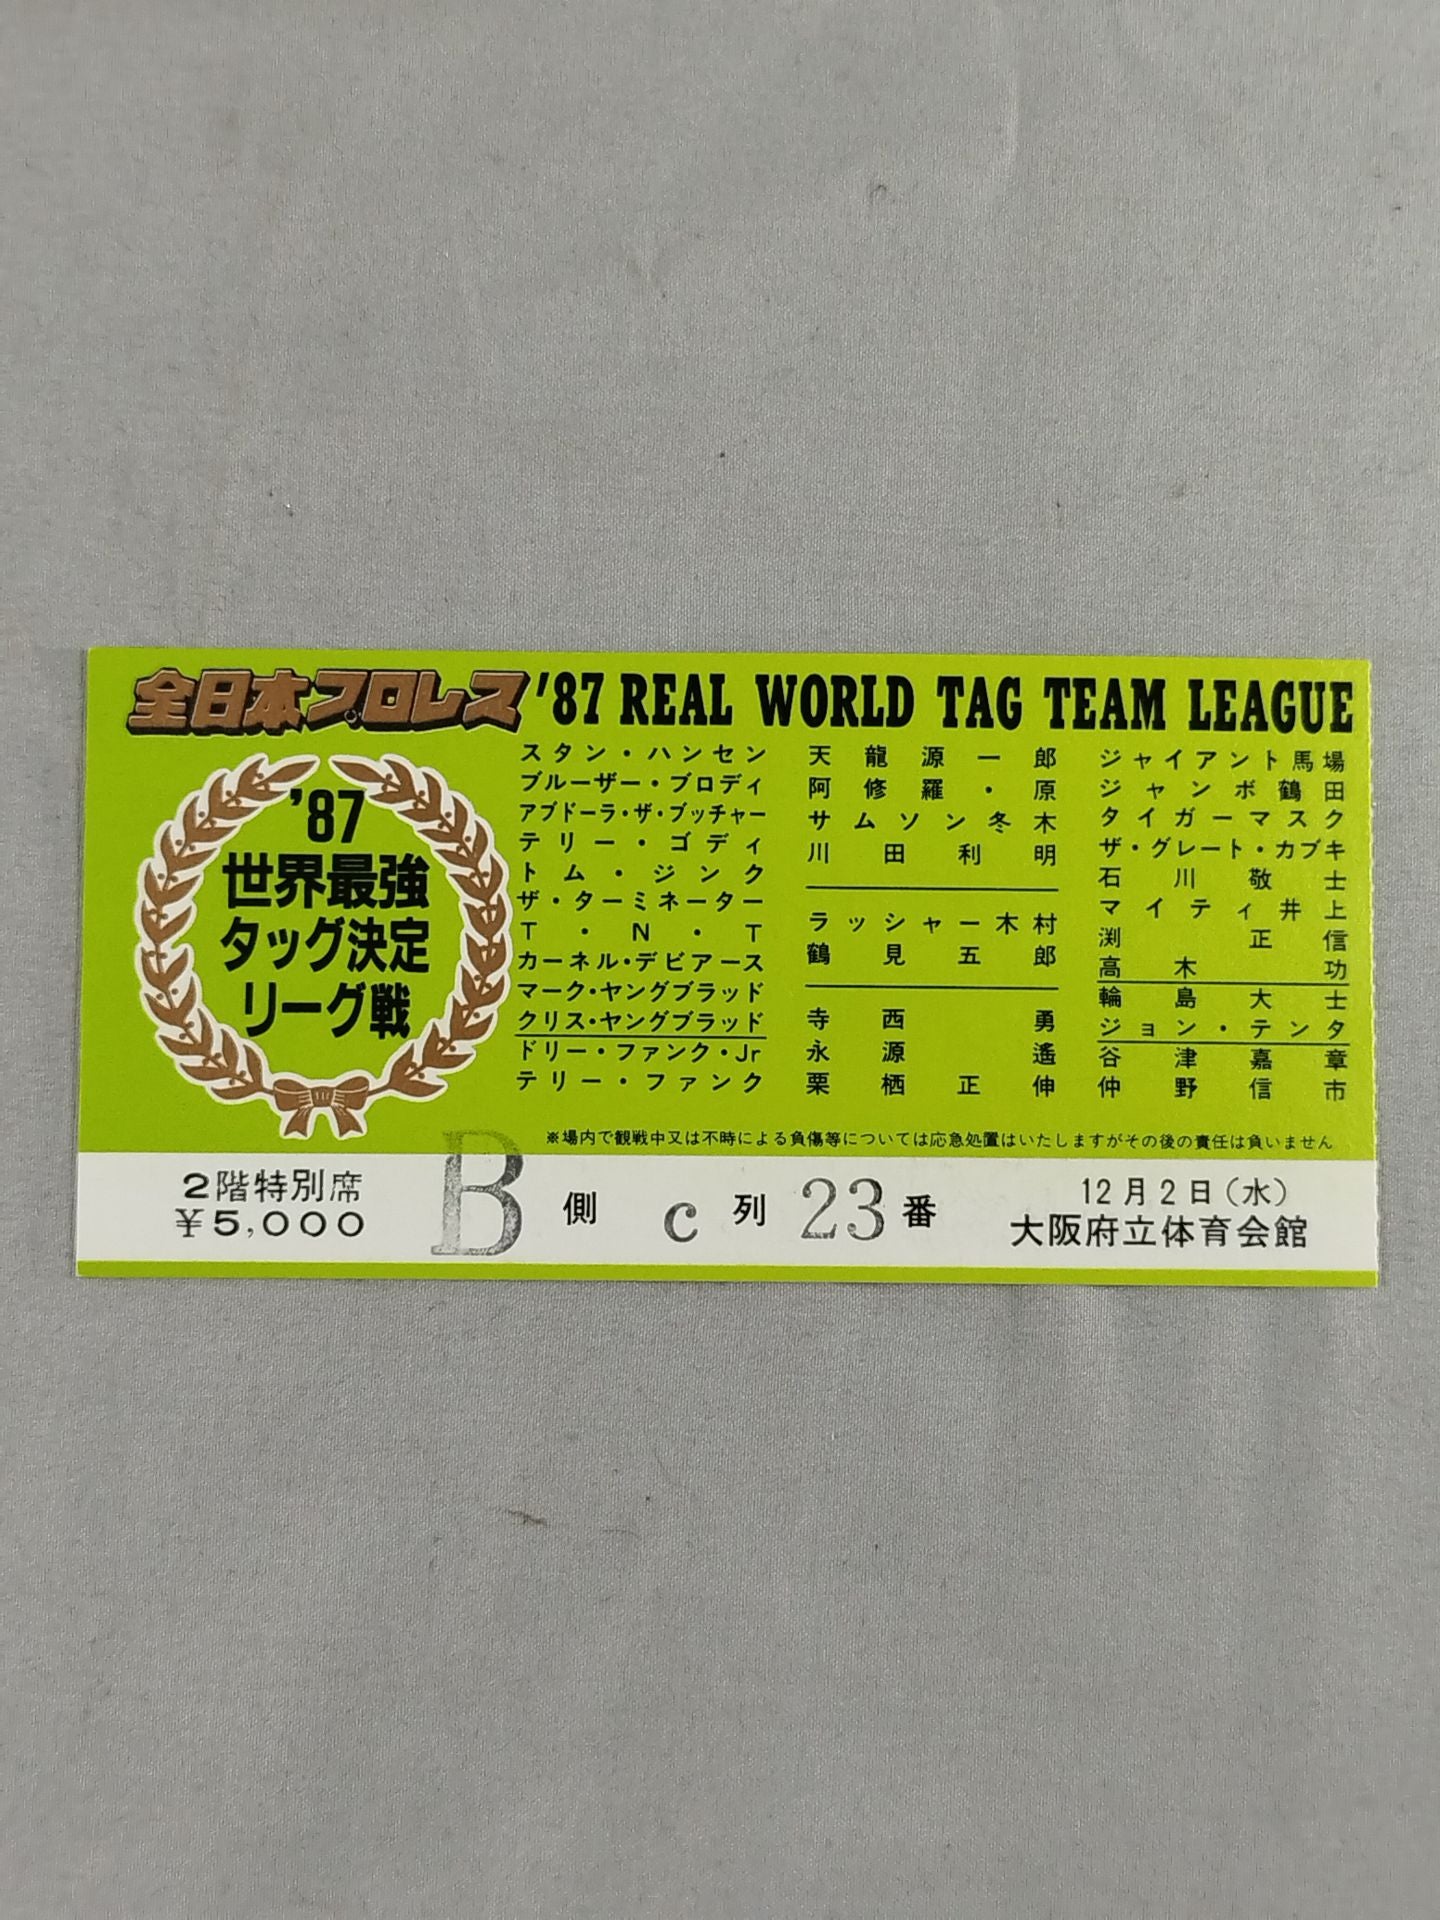 全日本プロレス '87 REAL WORLD TAG TEAM LEAGUE
'87
世界最強
タッグ決定
リーグ戦
スタン・ハンセン
ブルーザー・ブロディ
アブドーラ・ザ・ブッチャー
テリー・ゴディ
トム・ジンク
ザ・ターミネーター
T・N・T
カーネル・デビアース
マーク・ヤングブラッド
クリス・ヤングブラッド
ドリー・ファンク・Jr
テリー・ファンク
天龍源一郎
阿修羅・原
サムソン冬木
川田利明
ラッシャー木村
鶴見五郎
寺西勇
永源遙
栗栖正伸
ジャイアント馬場
ジャンボ鶴田
タイガーマスク
ザ・グレート・カブキ
石川敬士
マイティ井上
渕正信
高木功
輪島大士
ジョン・テンタ
谷津嘉章
仲野信市
※場内で観戦中又は不時による負傷等については応急処置はいたしますがその後の責任は負いません
2階特別席
¥5,000
B側 c列 23番
12月2日(水)
大阪府立体育会館